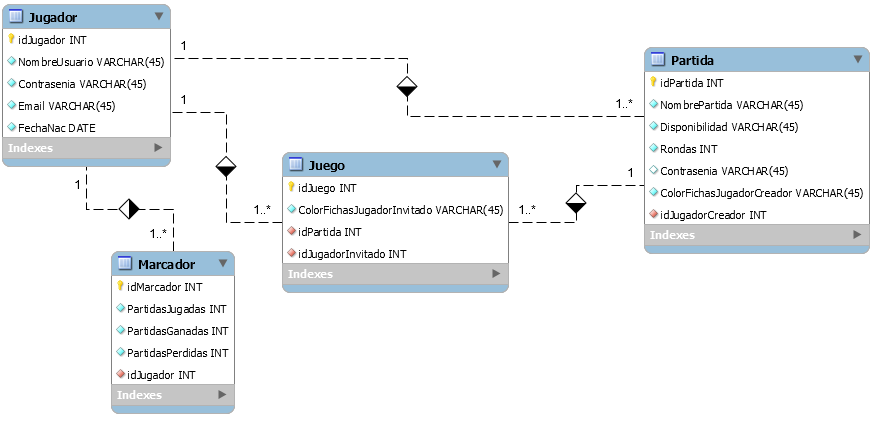 Jugador
idJugador INT
NombreUsuario VARCHAR(45)
Contrasenia VARCHAR(45)
Email VARCHAR(45)
FechaNac DATE
Indexes
1
1..*
Partida
idPartida INT
NombrePartida VARCHAR(45)
Disponibilidad VARCHAR(45)
Rondas INT
Contrasenia VARCHAR(45)
ColorFichasJugadorCreador VARCHAR(45)
idJugadorCreador INT
Indexes
1
1..*
Juego
idJuego INT
ColorFichasJugadorInvitado VARCHAR(45)
idPartida INT
idJugadorInvitado INT
Indexes
1..*
1
1
1..*
Marcador
idMarcador INT
PartidasJugadas INT
PartidasGanadas INT
PartidasPerdidas INT
idJugador INT
Indexes